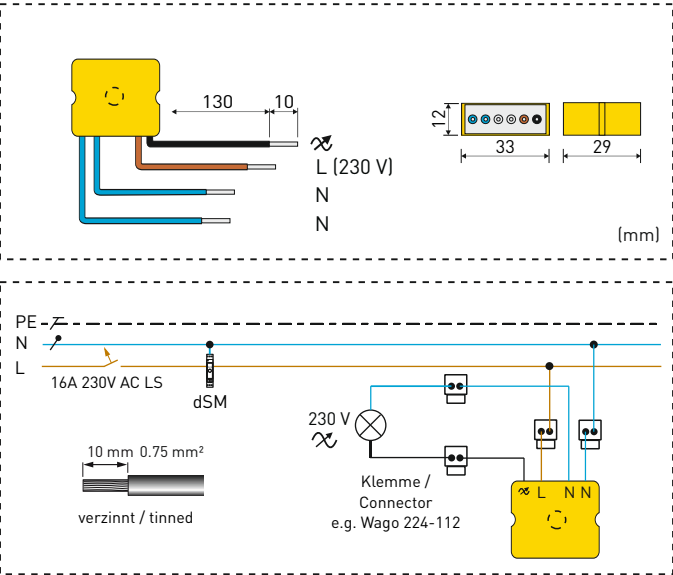 130
10
L (230 V)
N
N
12
33
29
(mm)
PE
N
L
16A 230V AC LS
dSM
230 V
10 mm 0.75 mm²
verzinnt / tinned
Klemme /
Connector
e.g. Wago 224-112
L N N